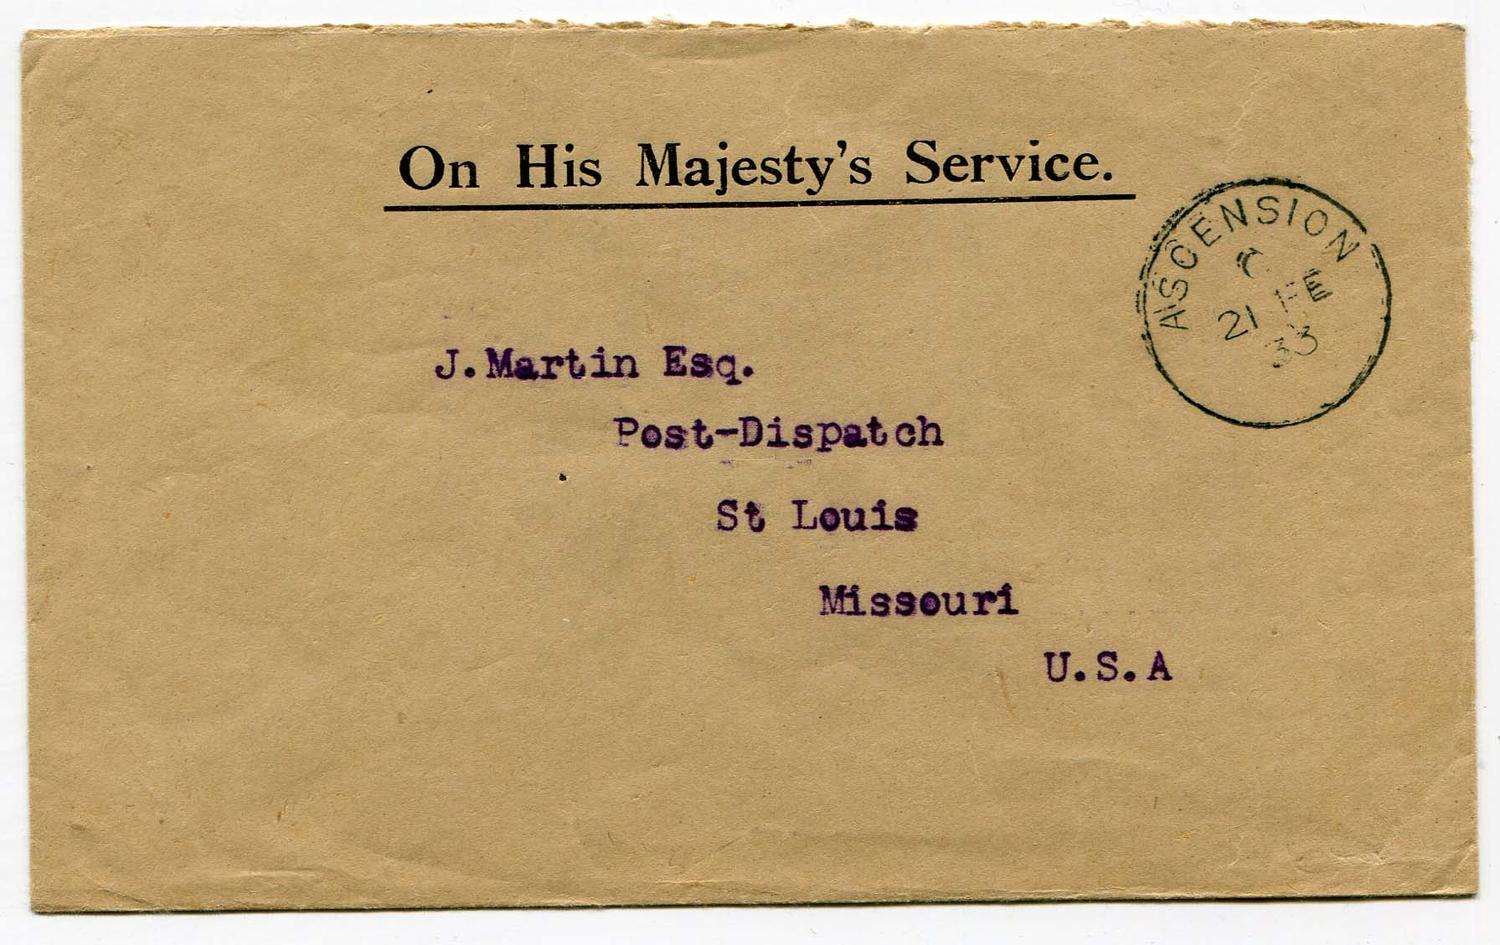 On His Majesty's Service.
ASCENSION
C
21 FE
33
J.Martin Esq.
Post-Dispatch
St Louis
Missouri
U.S.A